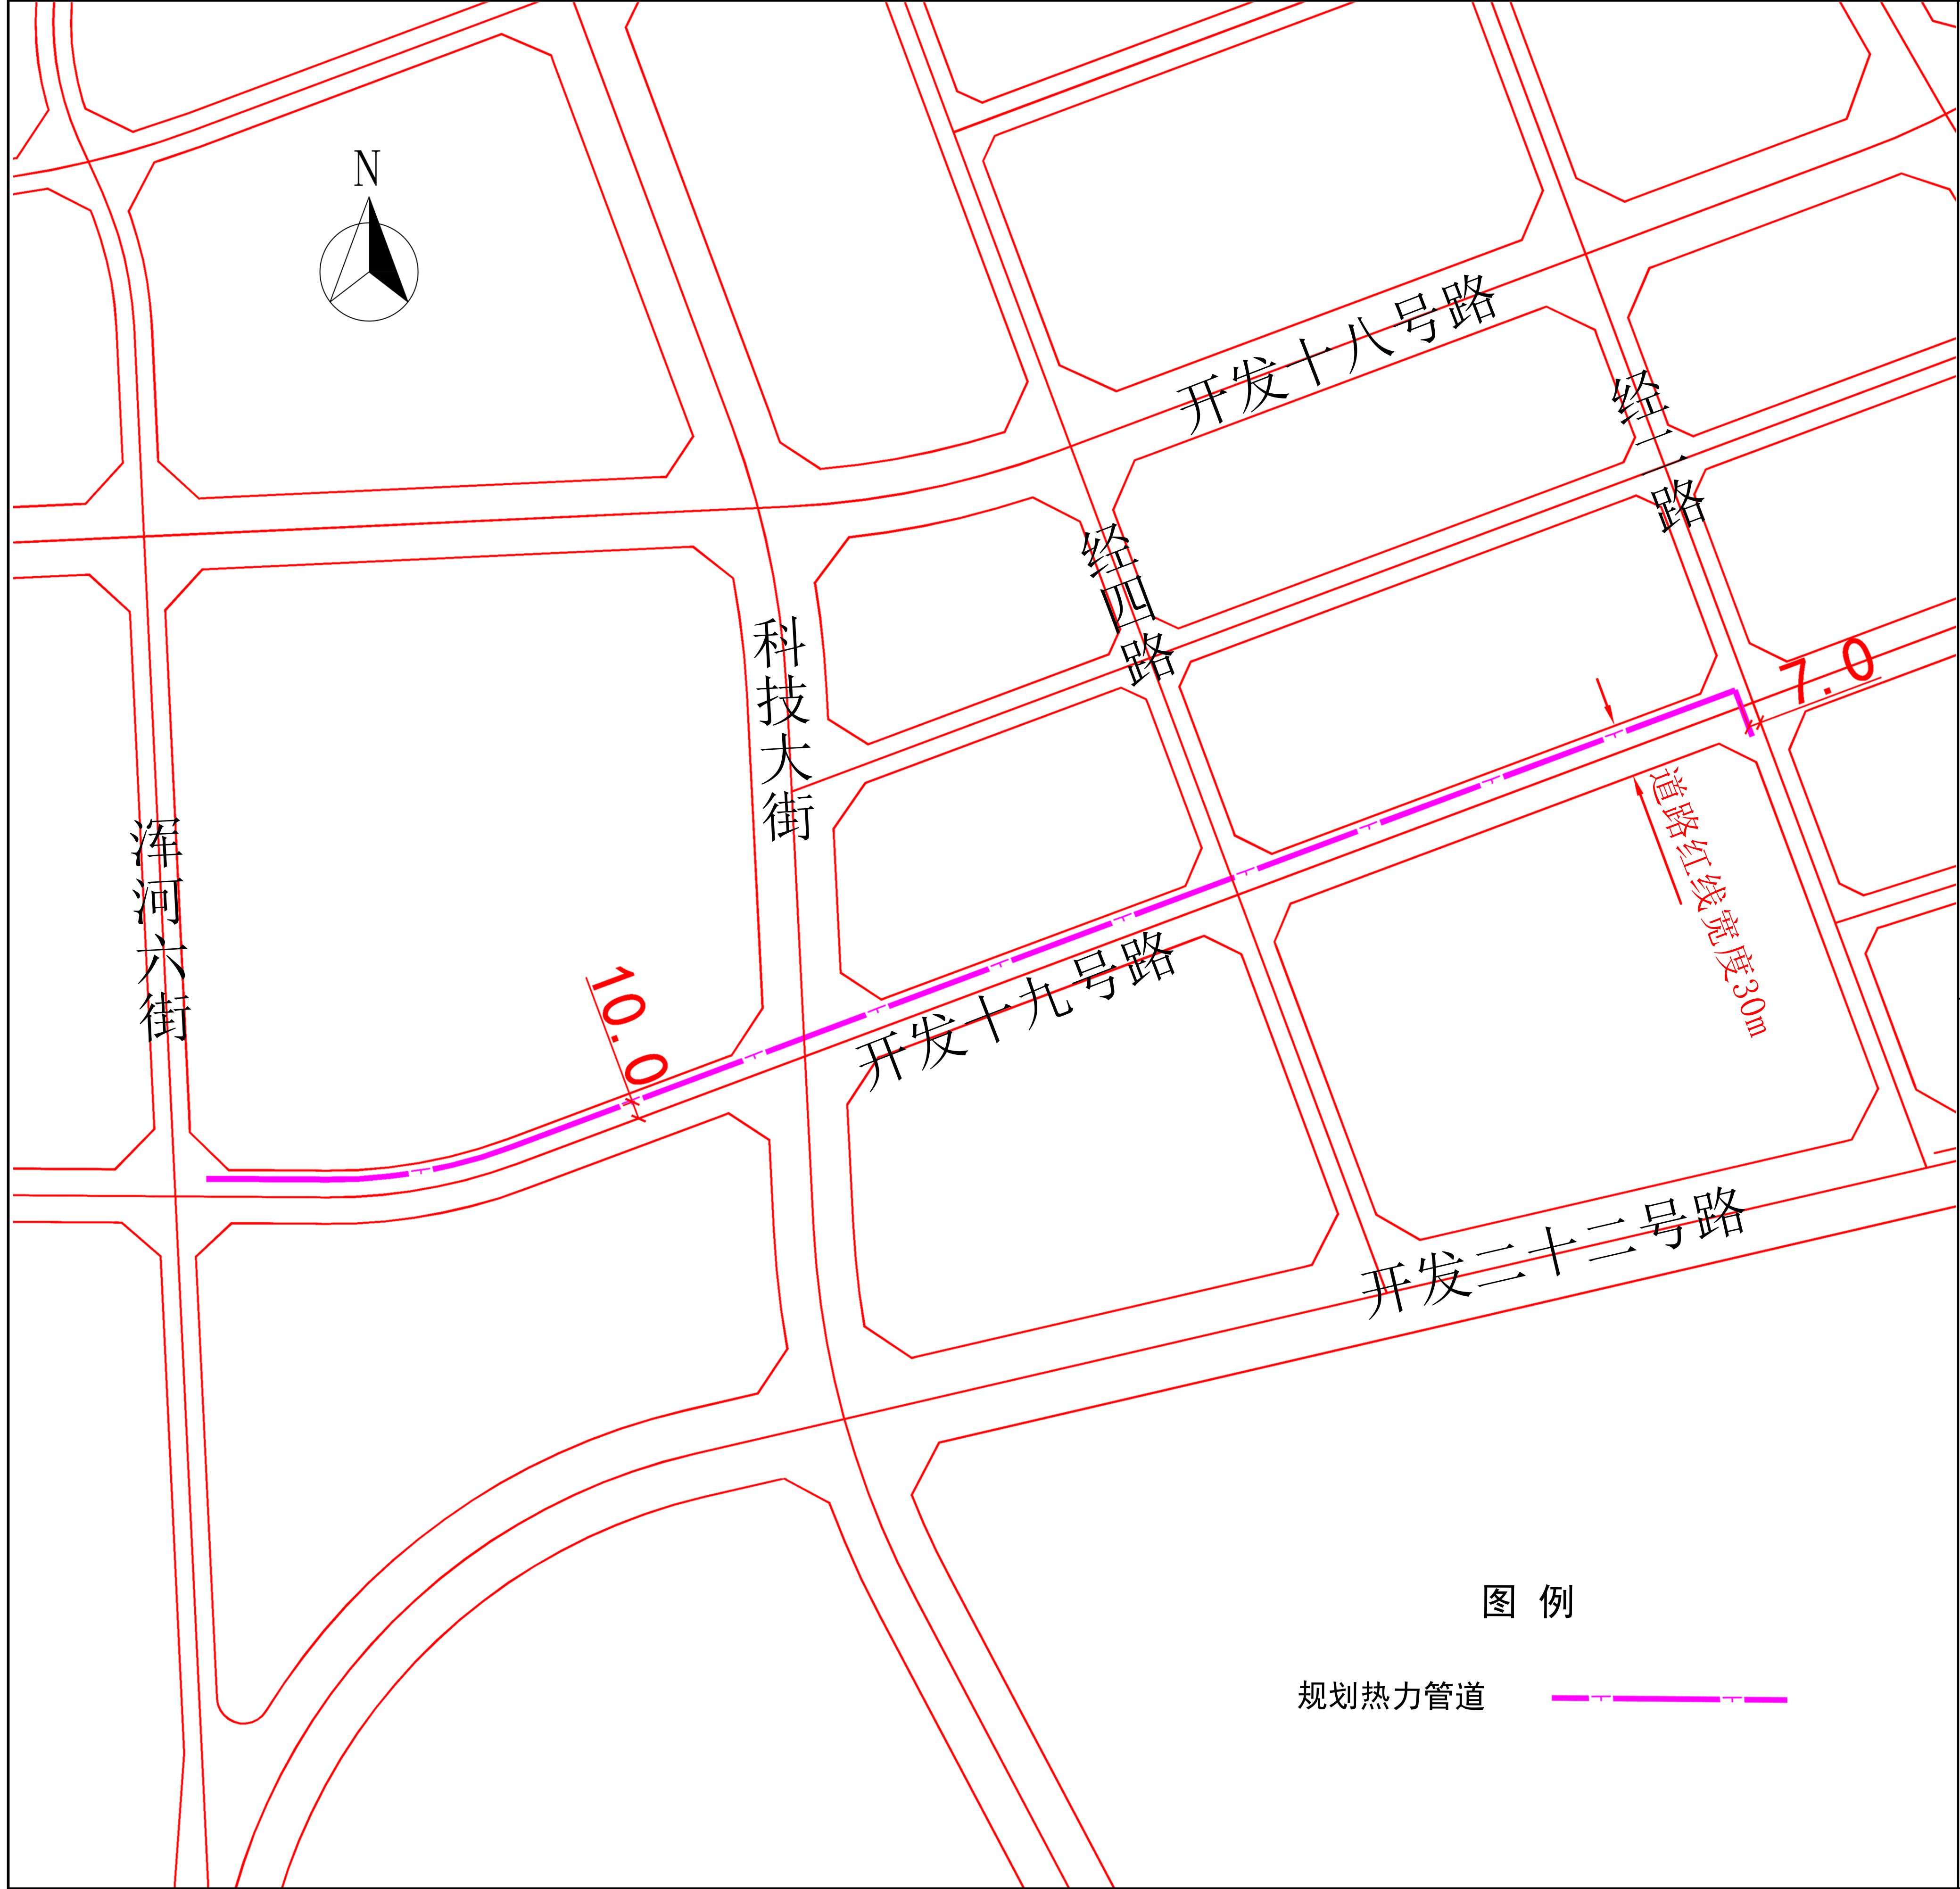 N
开发十八号路
经二路
经四路
科技大街
7.0
道路红线宽度30m
浑河六街
开发十九号路
10.0
开发二十二号路
图 例
规划热力管道